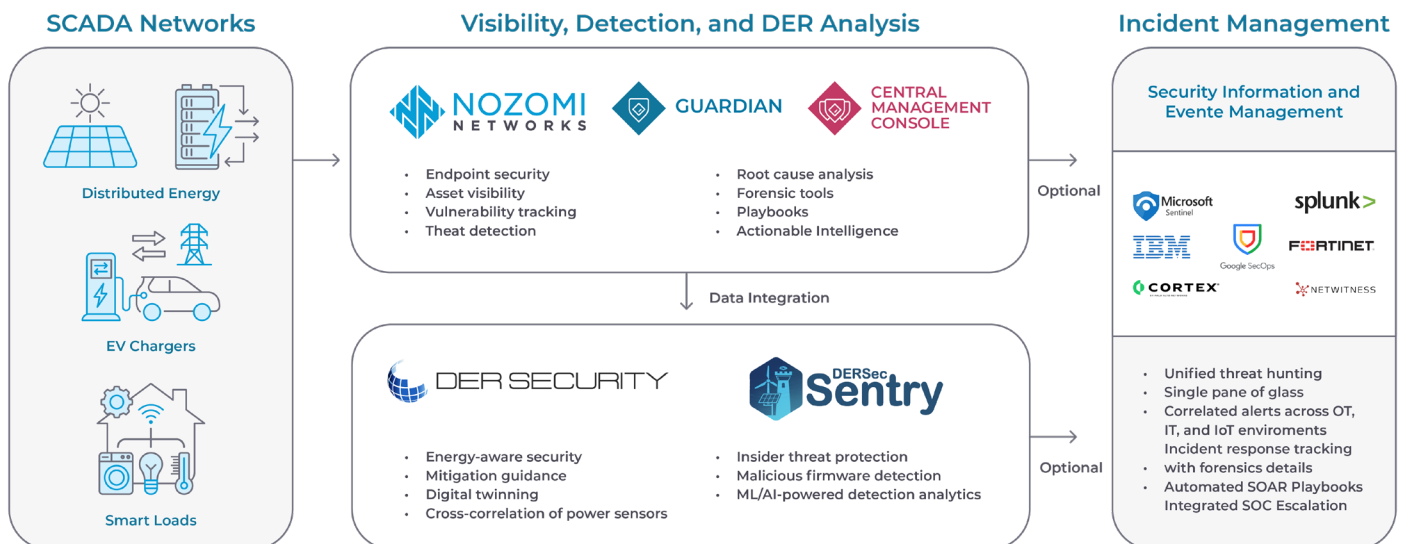 SCADA Networks
Distributed Energy
EV Chargers
Smart Loads
Visibility, Detection, and DER Analysis
NOZOMI
NETWORKS
GUARDIAN
CENTRAL
MANAGEMENT
CONSOLE
• Endpoint security
• Asset visibility
• Vulnerability tracking
• Theat detection
• Root cause analysis
• Forensic tools
• Playbooks
• Actionable Intelligence
Data Integration
DER SECURITY
DERSec
Sentry
• Energy-aware security
• Mitigation guidance
• Digital twinning
• Cross-correlation of power sensors
• Insider threat protection
• Malicious firmware detection
• ML/AI-powered detection analytics
Optional
Optional
Incident Management
Security Information and
Evente Management
Microsoft
Sentinel
splunk>
IBM
Google SecOps
FORTINET
CORTEX
NETWITNESS
• Unified threat hunting
• Single pane of glass
• Correlated alerts across OT,
IT, and IoT enviroments
Incident response tracking
• with forensics details
• Automated SOAR Playbooks
Integrated SOC Escalation